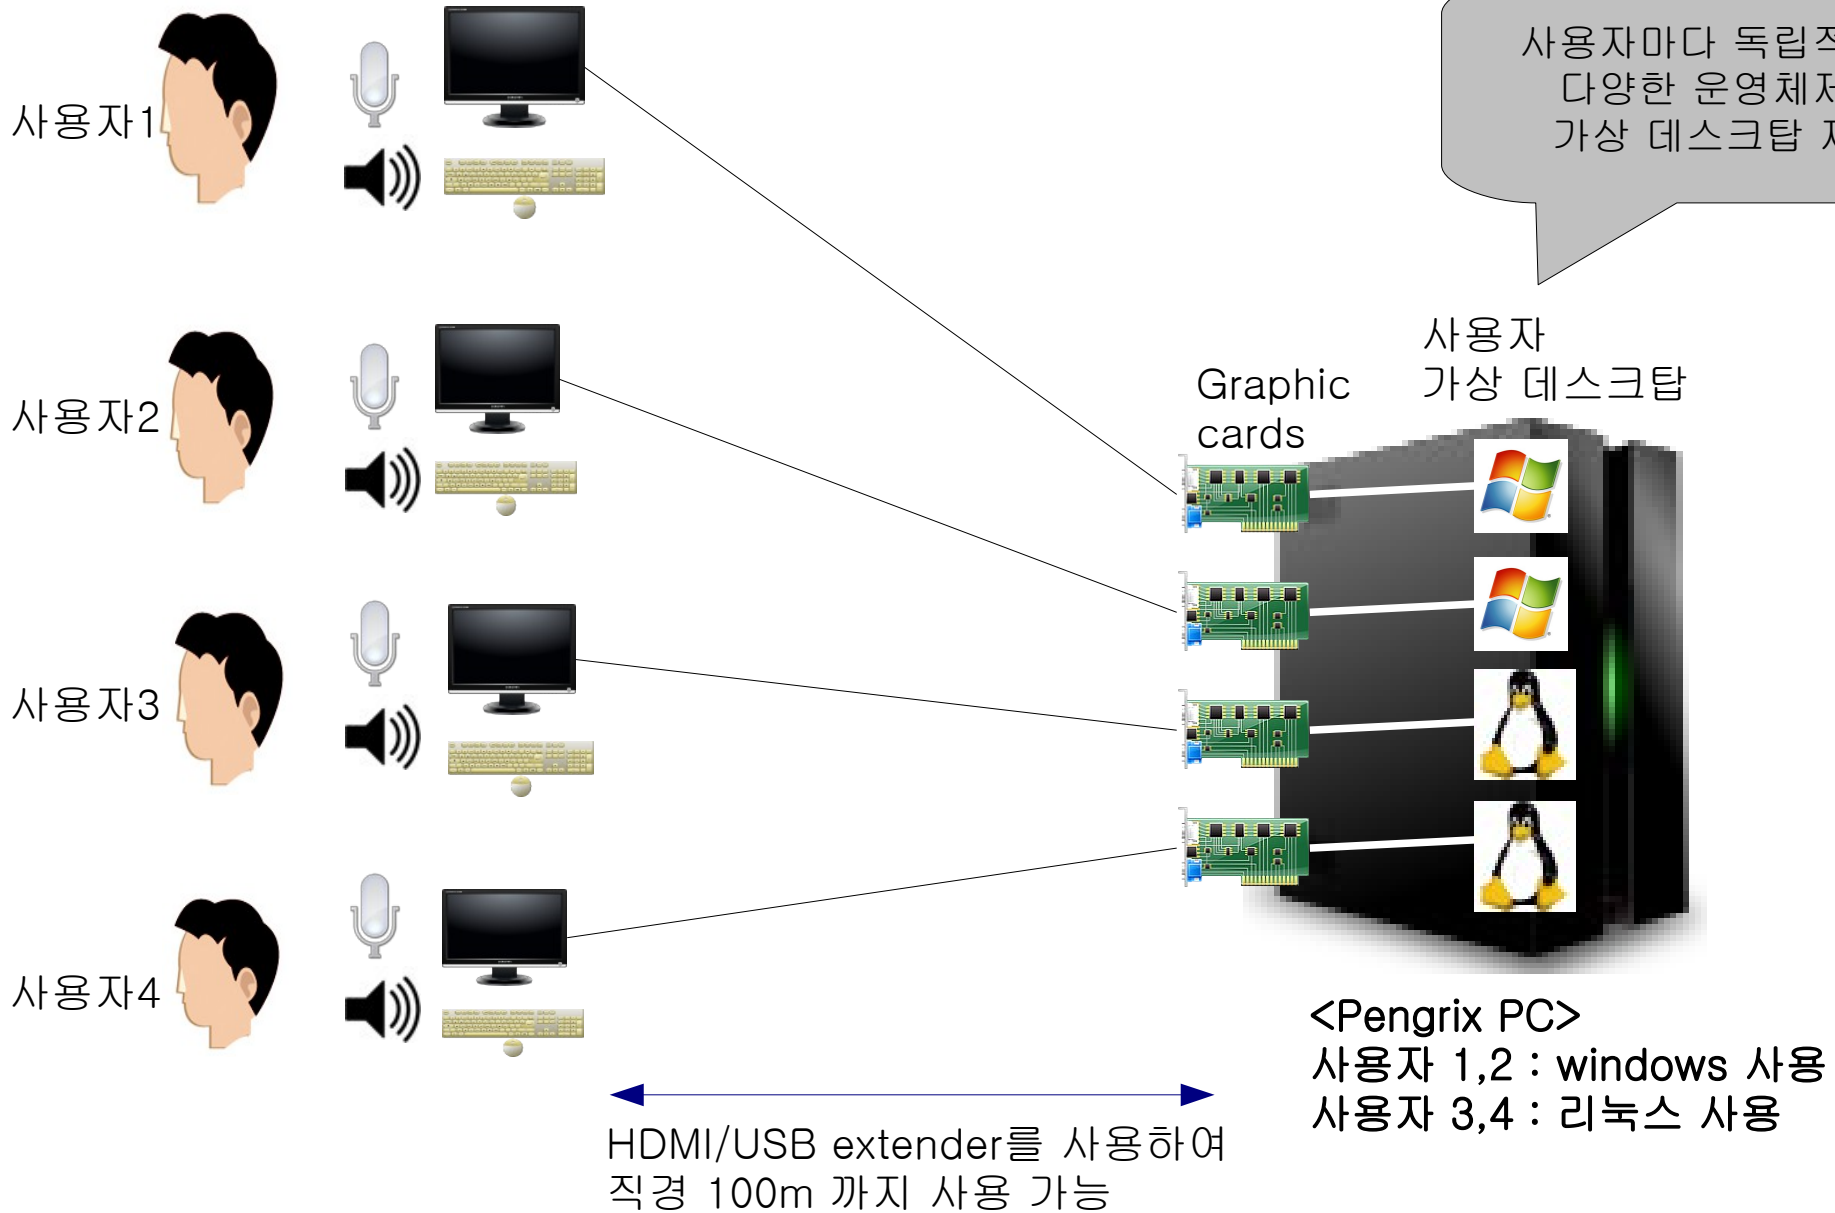 사용자마다 독립적
다양한 운영체제
가상 데스크탑
사용자1
사용자2
사용자3
사용자4
Graphic
cards
사용자
가상 데스크탑
<Pengrix PC>
사용자 1,2 : windows 사용
사용자 3,4 : 리눅스 사용
HDMI/USB extender를 사용하여
직경 100m 까지 사용 가능